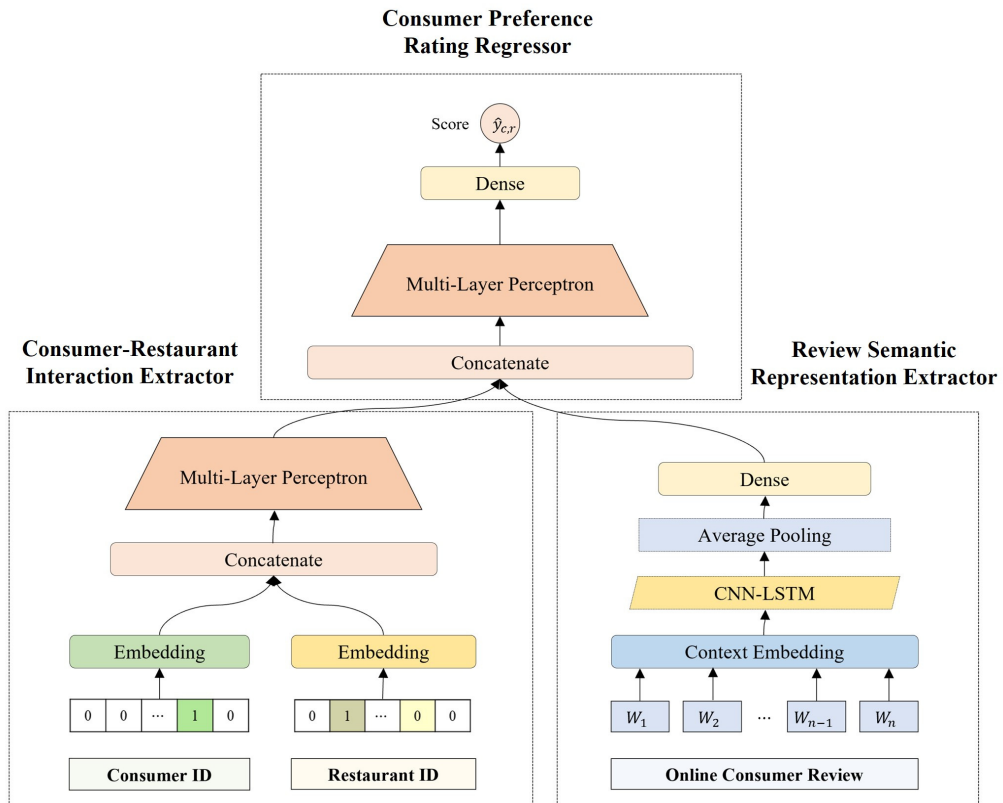 Consumer Preference
Rating Regressor
Score ŷc,r
Dense
Multi-Layer Perceptron
Concatenate
Consumer-Restaurant
Interaction Extractor
Multi-Layer Perceptron
Concatenate
Embedding Embedding
0 0 ... 1 0 0 1 ... 0 0
Consumer ID Restaurant ID
Review Semantic
Representation Extractor
Dense
Average Pooling
CNN-LSTM
Context Embedding
W1 W2 ... Wn−1 Wn
Online Consumer Review